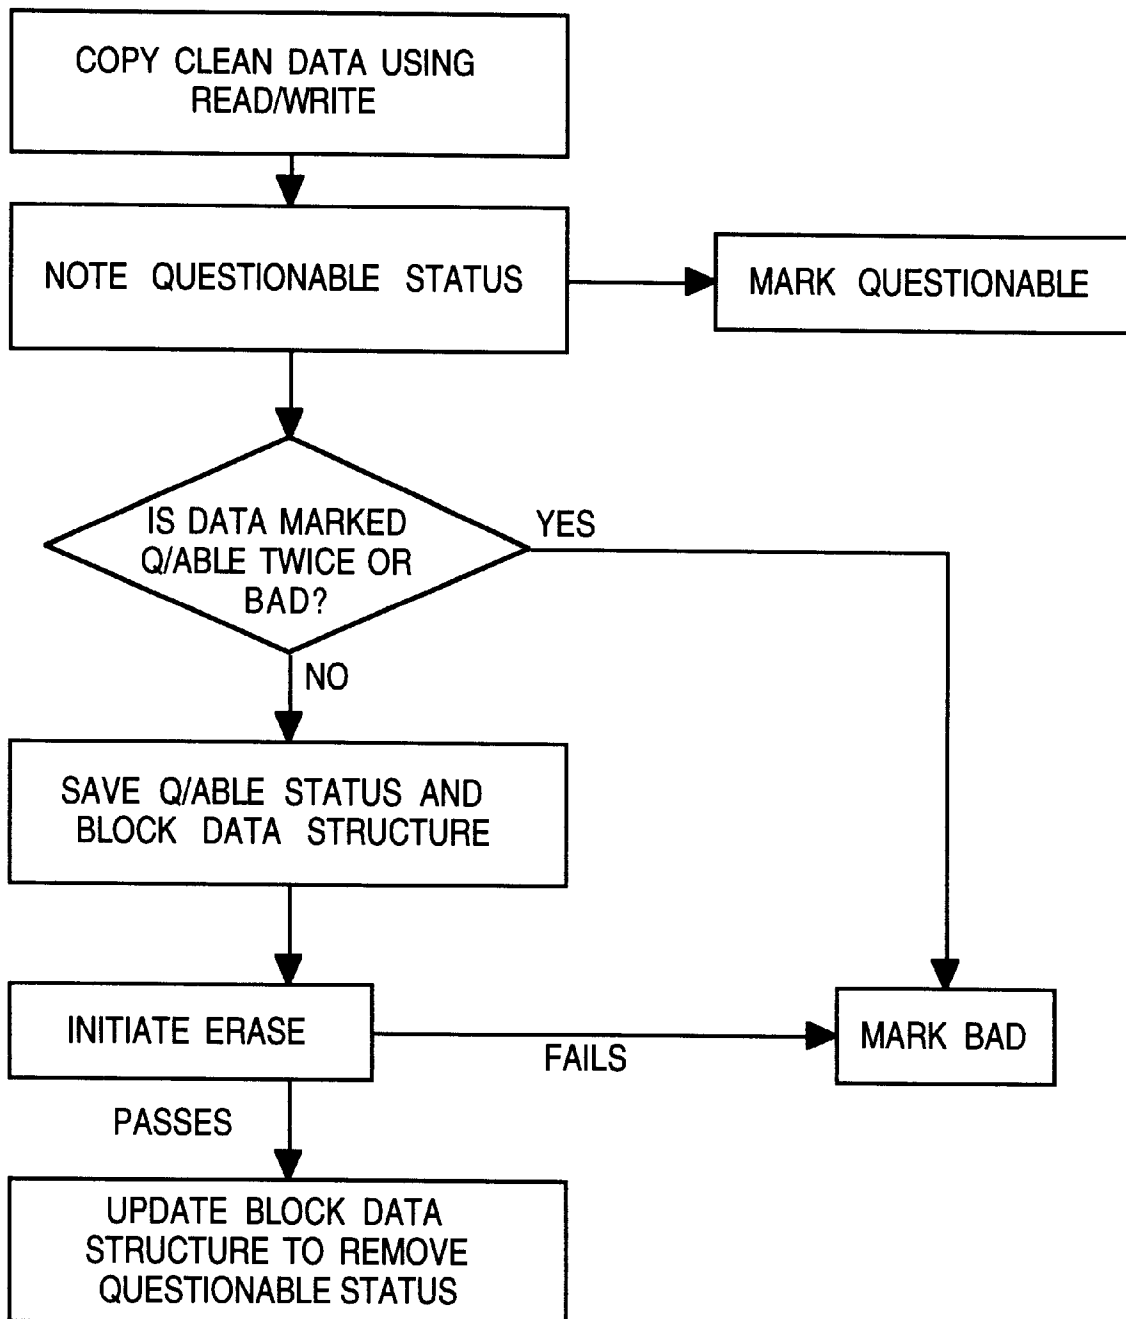 COPY CLEAN DATA USING
READ/WRITE
NOTE QUESTIONABLE STATUS
MARK QUESTIONABLE
IS DATA MARKED
Q/ABLE TWICE OR
BAD?
YES
NO
SAVE Q/ABLE STATUS AND
BLOCK DATA STRUCTURE
INITIATE ERASE
FAILS
MARK BAD
PASSES
UPDATE BLOCK DATA
STRUCTURE TO REMOVE
QUESTIONABLE STATUS